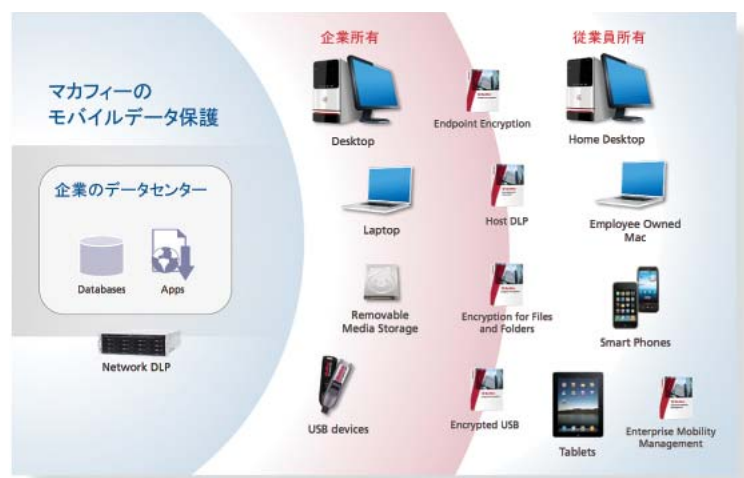 マカフィーの
モバイルデータ保護
企業のデータセンター
Databases
Apps
Network DLP
企業所有
Desktop
Laptop
Removable
Media Storage
USB devices
Endpoint Encryption
Host DLP
Encryption for Files
and Folders
Encrypted USB
従業員所有
Home Desktop
Employee Owned
Mac
Smart Phones
Tablets
Enterprise Mobility
Management